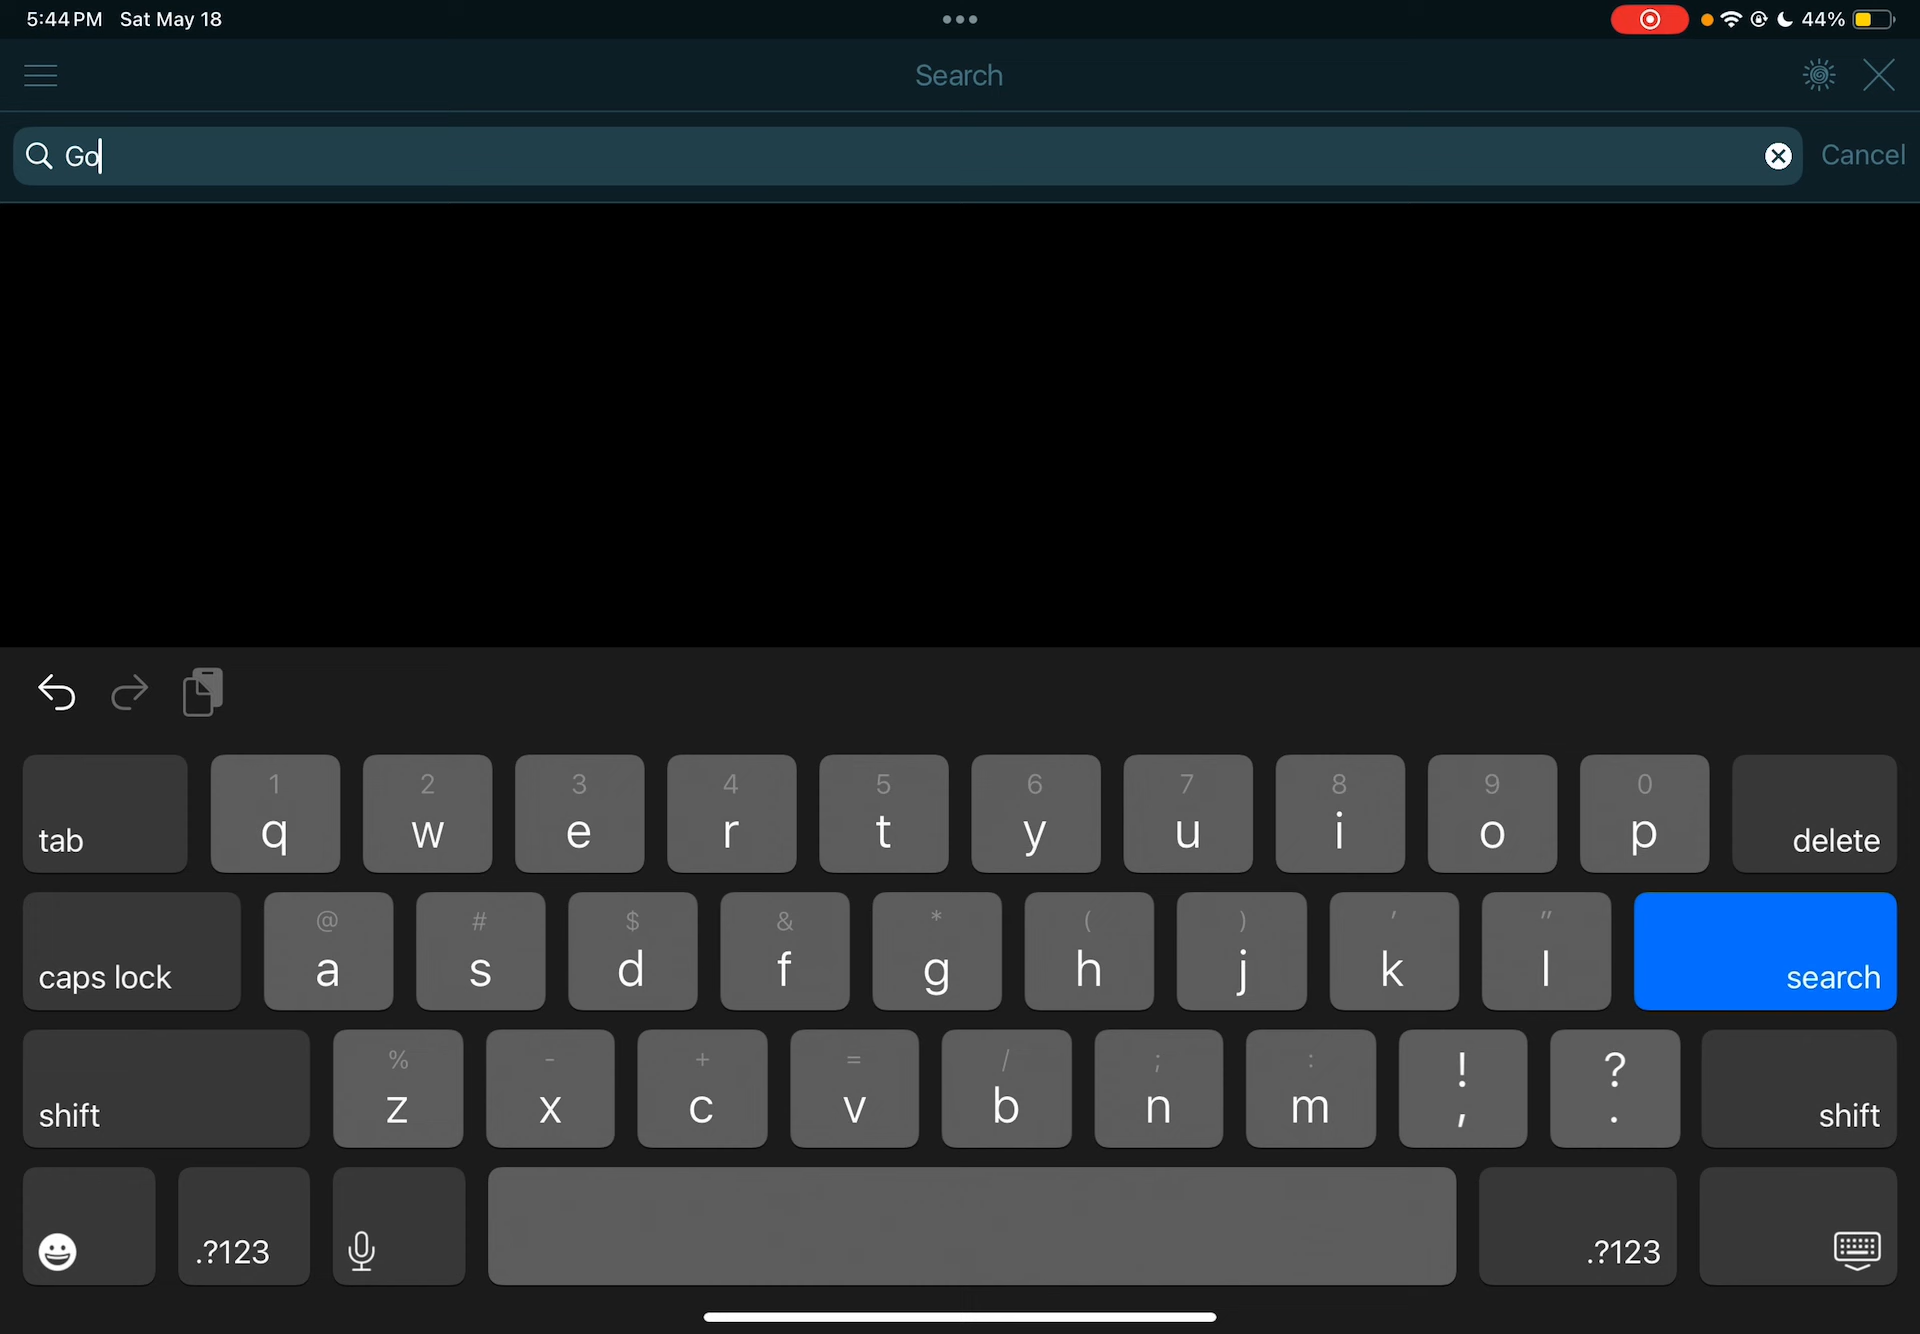 5:44 PM Sat May 18
44%
Search
Go
Cancel
tab 1 q 2 w 3 e 4 r 5 t 6 y 7 u 8 i 9 o 0 p delete
caps lock @ a # s $ d & f * g ( h ) j ' k " l search
shift % z - x + c = v / b ; n : m ! , ? . shift
.?123 .?123